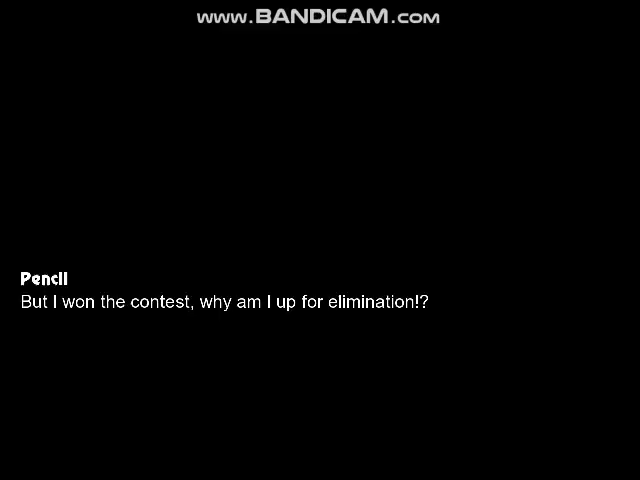 www.BANDICAM.com
Pencil
But I won the contest, why am I up for elimination!?